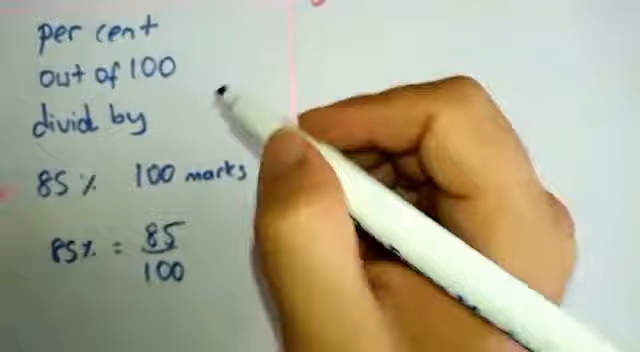 per cent
out of 100
divid by
85% 100 marks
85% = 85/100